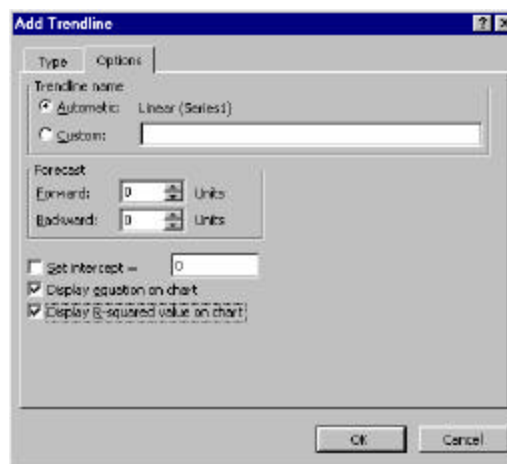 Add Trendline
Type Options
Trendline name
Automatic: Linear (Series1)
Custom:
Forecast
Forward: 0 Units
Backward: 0 Units
Set intercept = 0
Display equation on chart
Display R-squared value on chart
OK Cancel